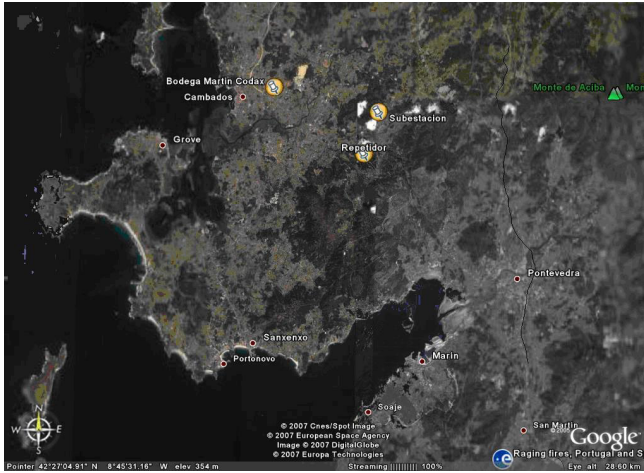 Bodega Martin Codax
Monte de Aciba Mon
Cambados
Subestacion
Grove
Repetidor
Pontevedra
Sanxenxo
Portonovo
Marin
Soaje
N
W E
S
San Martin
© 2007 Cnes/Spot Image
© 2007 European Space Agency
Image © 2007 DigitalGlobe
© 2007 Europa Technologies
Google
Raging fires, Portugal and
Pointer 42°27'04.91" N 8°45'31.16" W elev 354 m Streaming |||||||||| 100% Eye alt 28.60 k